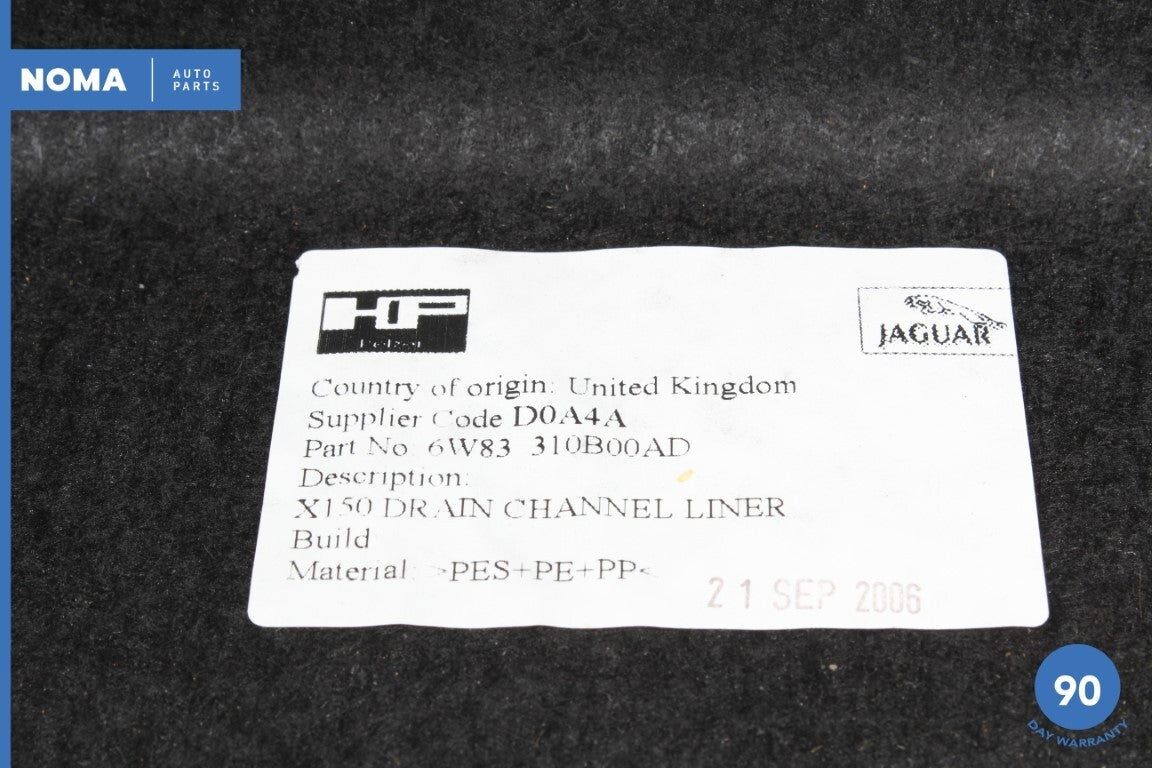 NOMA
AUTO
PARTS
HP
JAGUAR
Country of origin: United Kingdom
Supplier Code D0A4A
Part No: 6W83 310B00AD
Description:
X150 DRAIN CHANNEL LINER
Build
Material: >PES+PE+PP<
21 SEP 2006
90
DAY WARRANTY